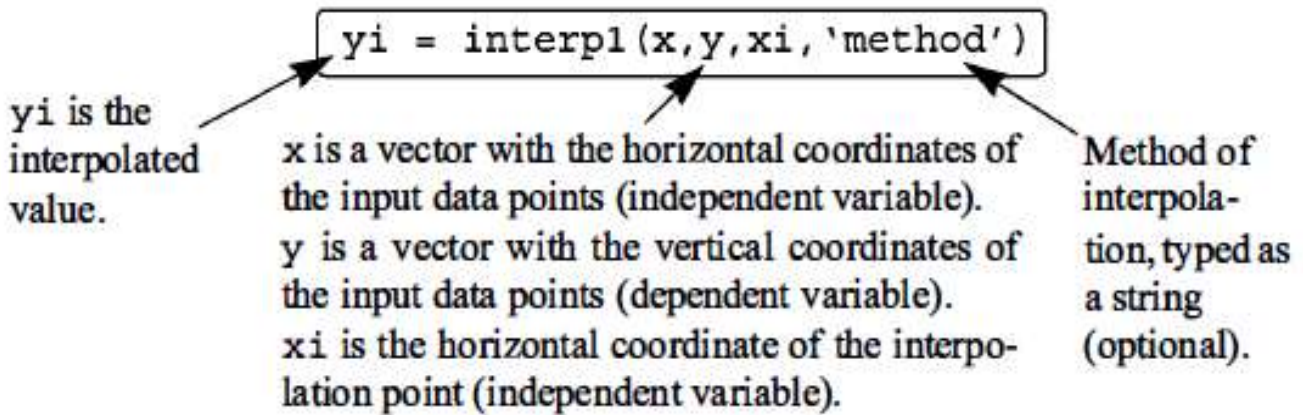 yi = interp1(x,y,xi,‘method’)
yi is the
interpolated
value.
x is a vector with the horizontal coordinates of
the input data points (independent variable).
y is a vector with the vertical coordinates of
the input data points (dependent variable).
xi is the horizontal coordinate of the interpo-
lation point (independent variable).
Method of
interpola-
tion, typed as
a string
(optional).